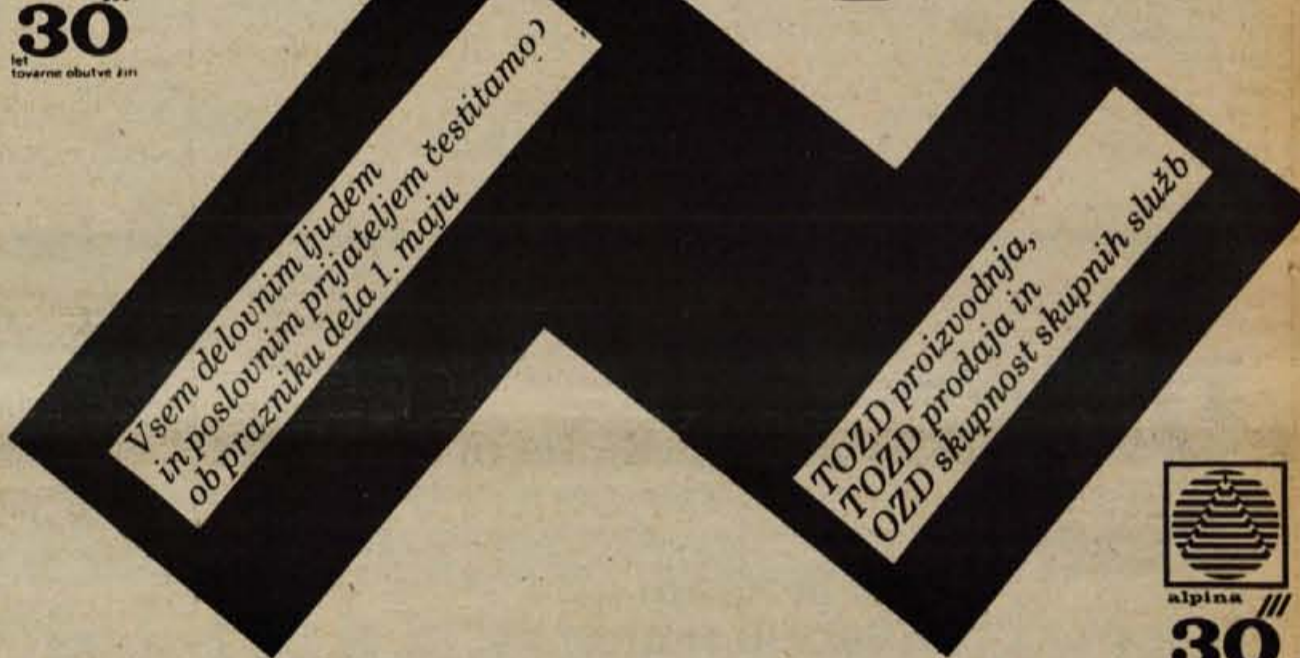 30
let
tovarne obutve žiri
Vsem delovnim ljudem
in poslovnim prijateljem čestitamo
ob prazniku dela 1. maju
TOZD proizvodnja,
TOZD prodaja in
OZD skupnost skupnih služb
alpina
30